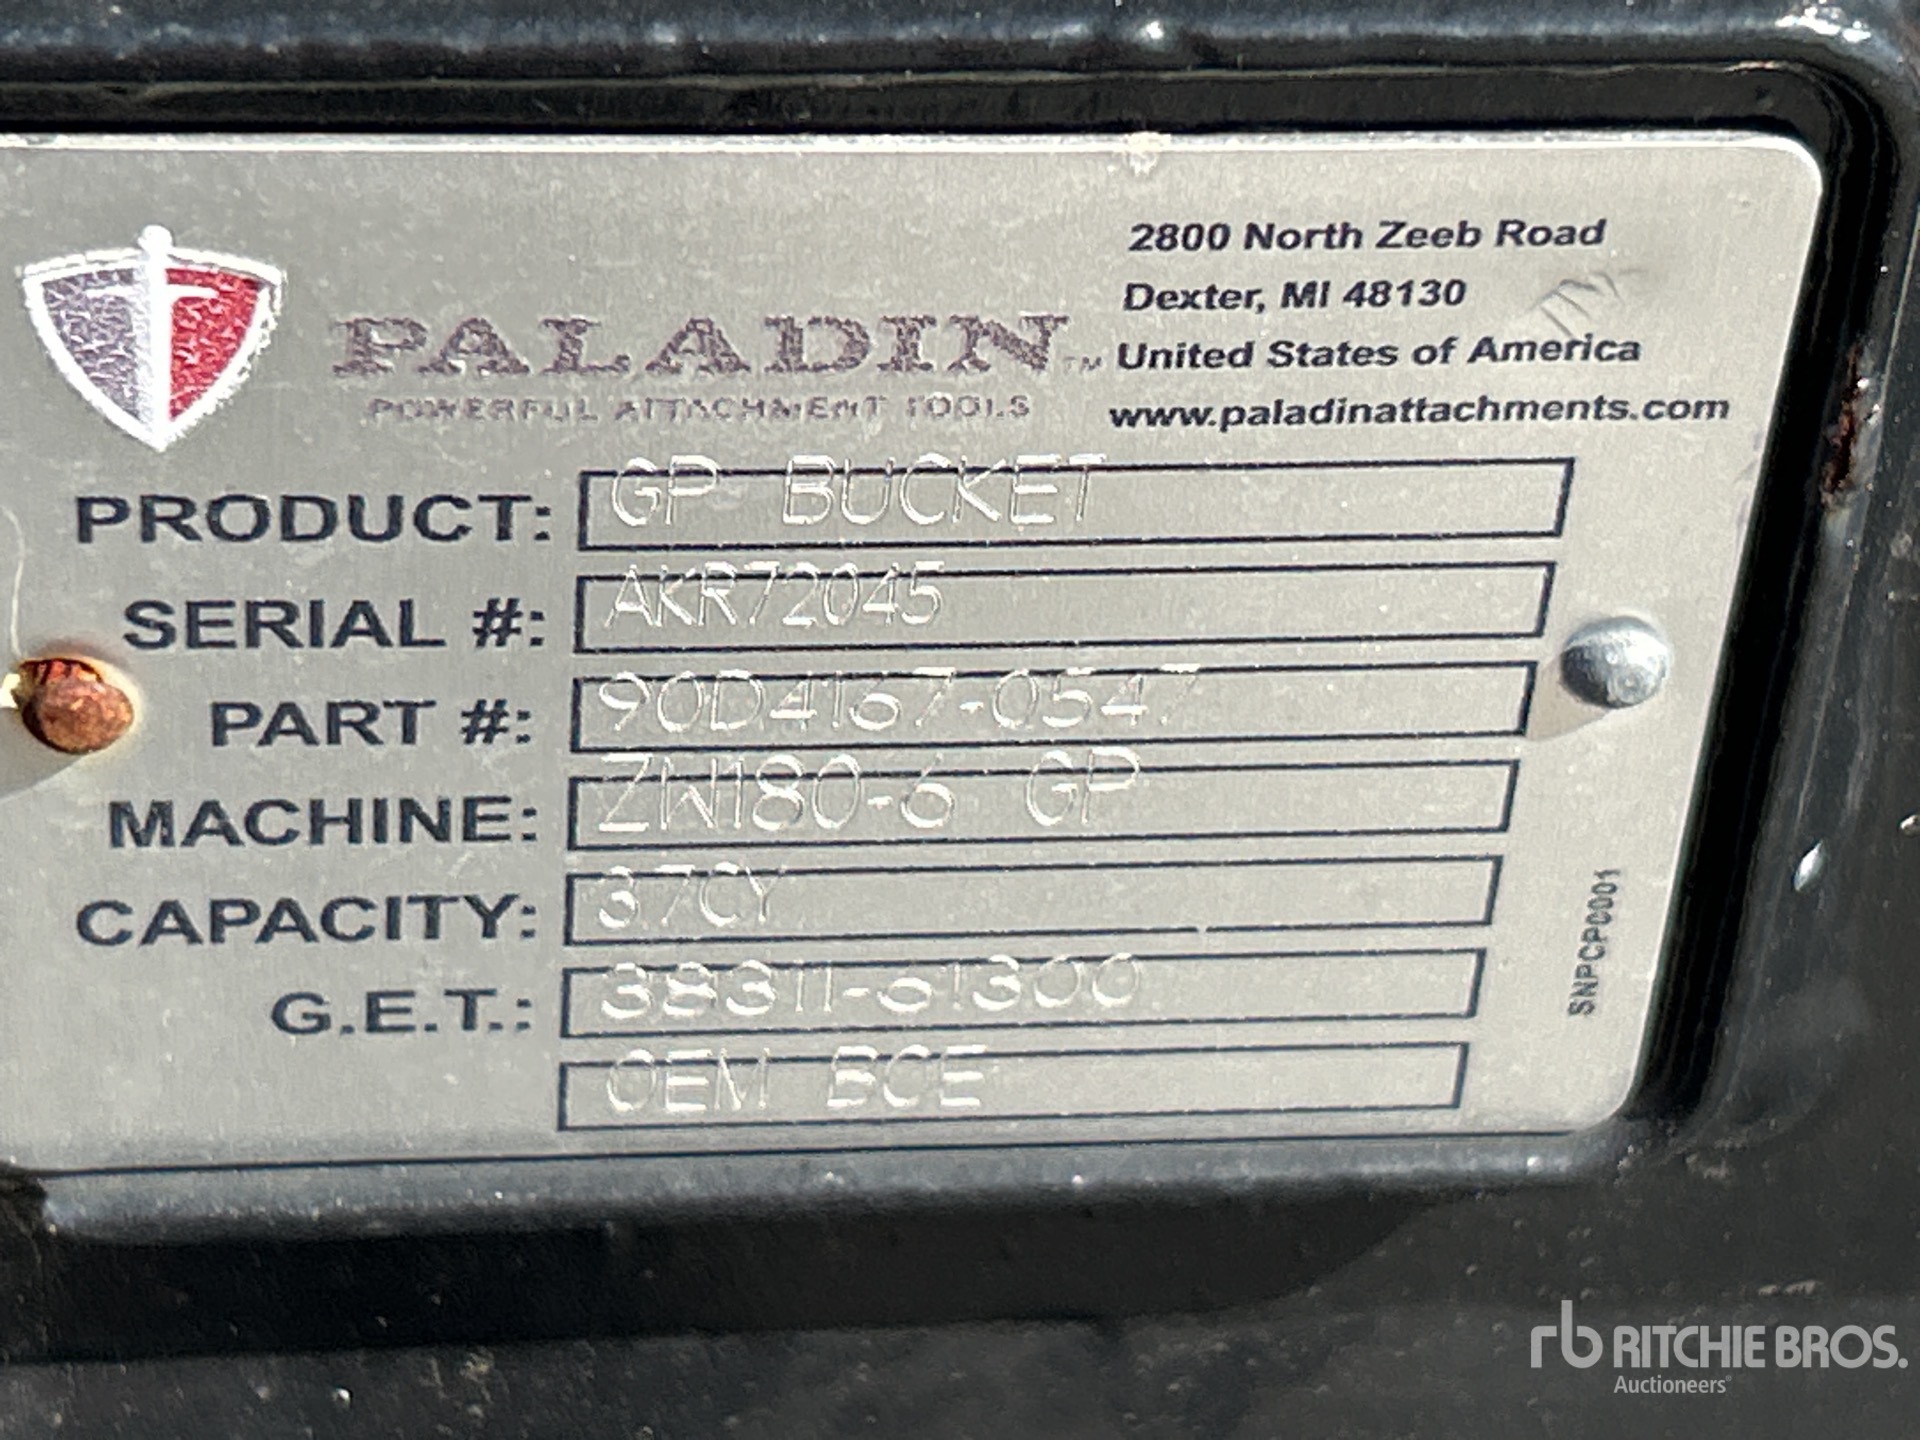 2800 North Zeeb Road
Dexter, MI 48130
United States of America
www.paladinattachments.com
PALADIN™
POWERFUL ATTACHMENT TOOLS
PRODUCT: GP BUCKET
SERIAL #: AKR72045
PART #: 90D4167-0547
MACHINE: ZW180-6 GP
CAPACITY: 3.7CY
G.E.T.: 38311-61300
OEM BCE
SNPCP0001
rb RITCHIE BROS.
Auctioneers